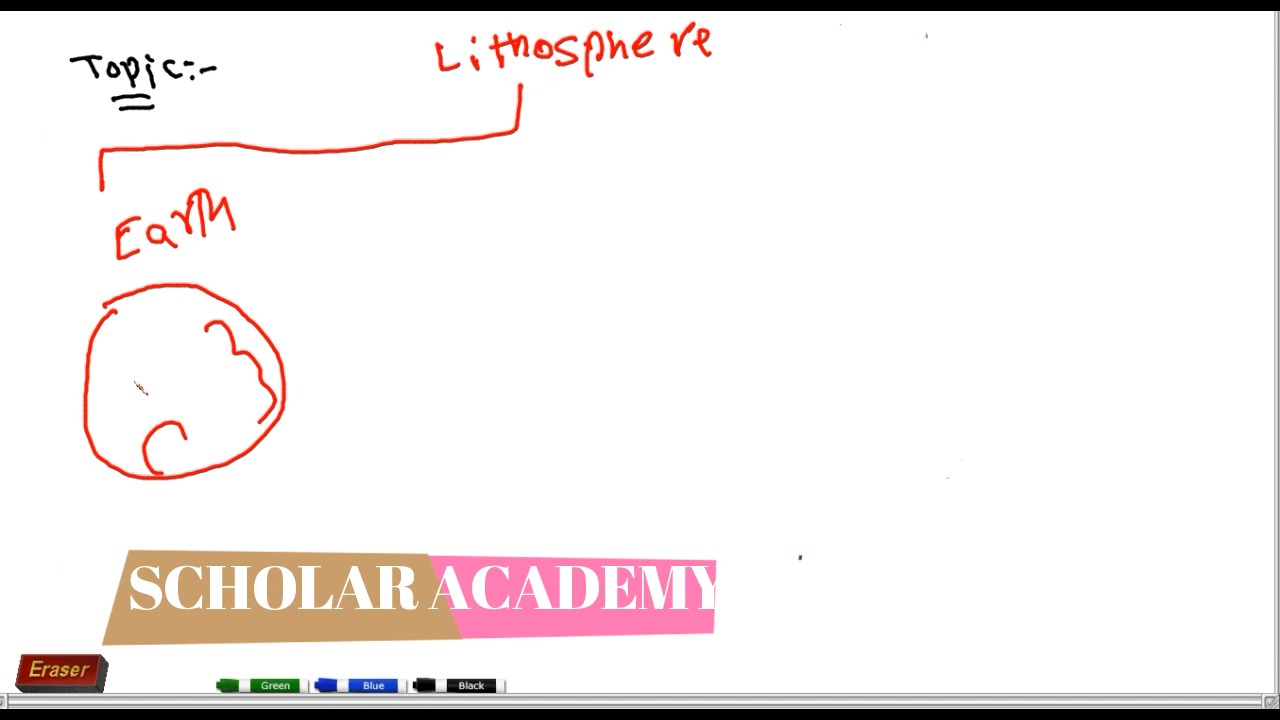 Topic:-
Lithosphere
Earth
SCHOLAR ACADEMY
Eraser
Green
Blue
Black